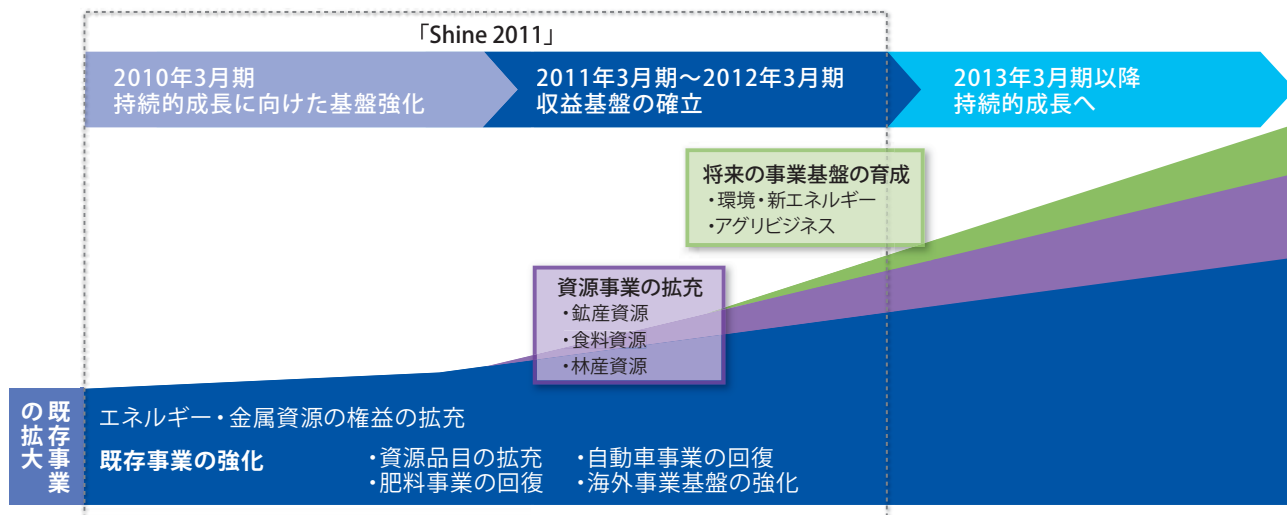 「Shine 2011」
2010年3月期
持続的成長に向けた基盤強化
2011年3月期～2012年3月期
収益基盤の確立
2013年3月期以降
持続的成長へ
将来の事業基盤の育成
・環境・新エネルギー
・アグリビジネス
資源事業の拡充
・鉱産資源
・食料資源
・林産資源
既存事業
の拡大
エネルギー・金属資源の権益の拡充
既存事業の強化
・資源品目の拡充
・肥料事業の回復
・自動車事業の回復
・海外事業基盤の強化